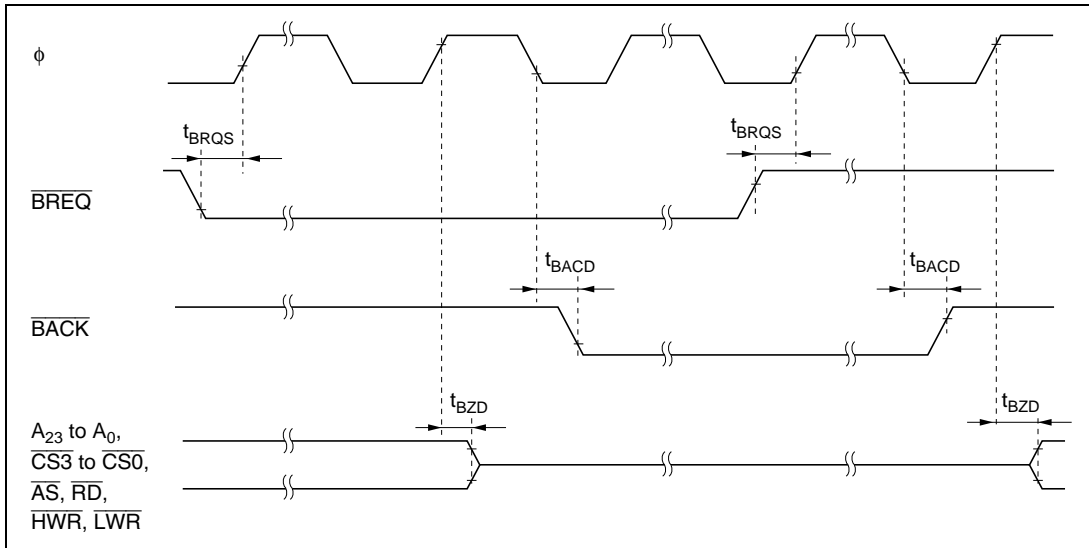 ϕ
tBRQS
tBRQS
BREQ
tBACD
tBACD
BACK
tBZD
tBZD
A23 to A0,
CS3 to CS0,
AS, RD,
HWR, LWR